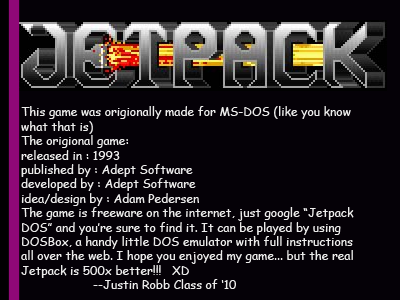 JETPACK
This game was origionally made for MS-DOS (like you know
what that is)
The origional game:
released in : 1993
published by : Adept Software
developed by : Adept Software
idea/design by : Adam Pedersen
The game is freeware on the internet, just google “Jetpack
DOS” and you’re sure to find it. It can be played by using
DOSBox, a handy little DOS emulator with full instructions
all over the web. I hope you enjoyed my game... but the real
Jetpack is 500x better!!!   XD
--Justin Robb Class of ‘10